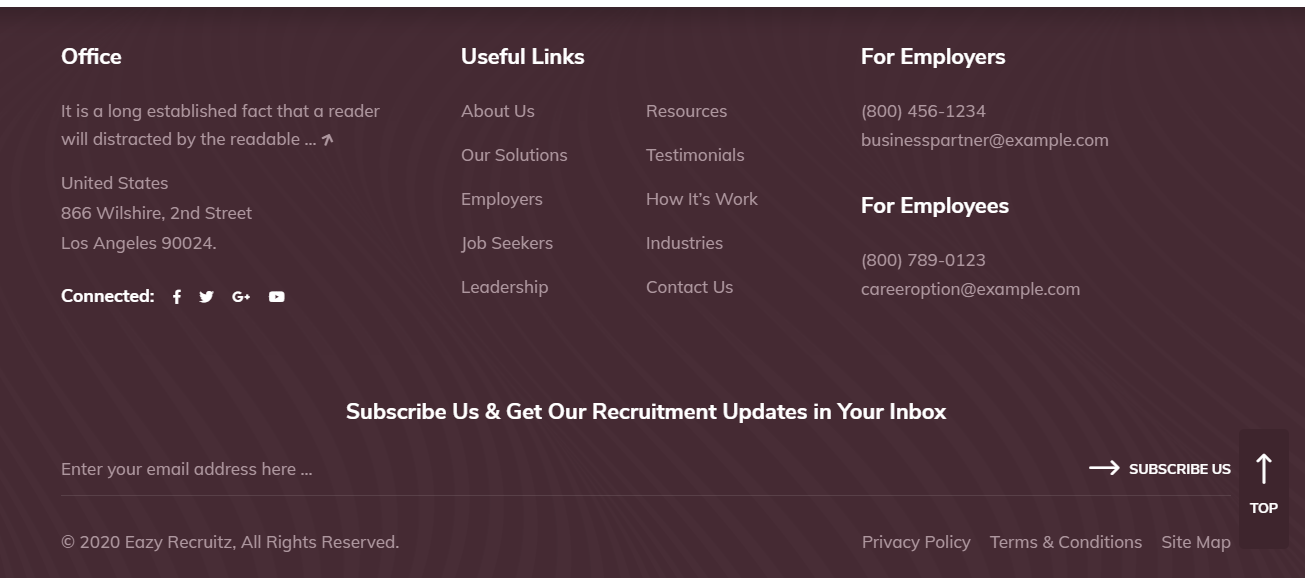 Office
It is a long established fact that a reader
will distracted by the readable ...
United States
866 Wilshire, 2nd Street
Los Angeles 90024.
Connected:
Useful Links
About Us
Our Solutions
Employers
Job Seekers
Leadership
Resources
Testimonials
How It’s Work
Industries
Contact Us
For Employers
(800) 456-1234
businesspartner@example.com
For Employees
(800) 789-0123
careeroption@example.com
Subscribe Us & Get Our Recruitment Updates in Your Inbox
Enter your email address here ...
SUBSCRIBE US
TOP
© 2020 Eazy Recruitz, All Rights Reserved.
Privacy Policy Terms & Conditions Site Map